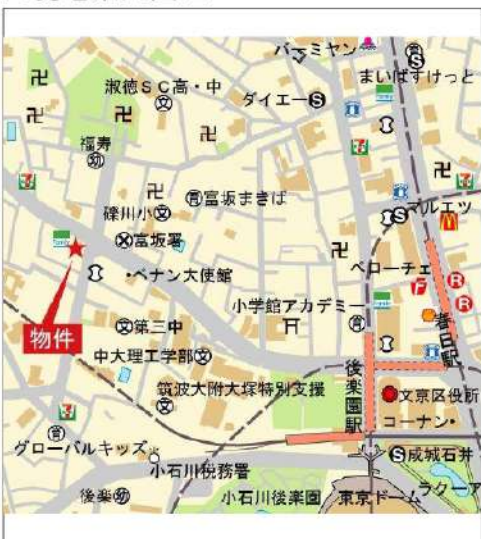 バーミヤン
まいばすけっと
淑徳SC高・中
ダイエー
福寿
富坂まきば
礫川小
マルエツ
富坂署
・ベナン大使館
ベローチェ
小学館アカデミー
物件
第三中
春日駅
中大理工学部
後楽園駅
筑波大附大塚特別支援
文京区役所
コーナン・
グローバルキッズ
成城石井
小石川税務署
ラクーア
後楽
小石川後楽園
東京ドーム